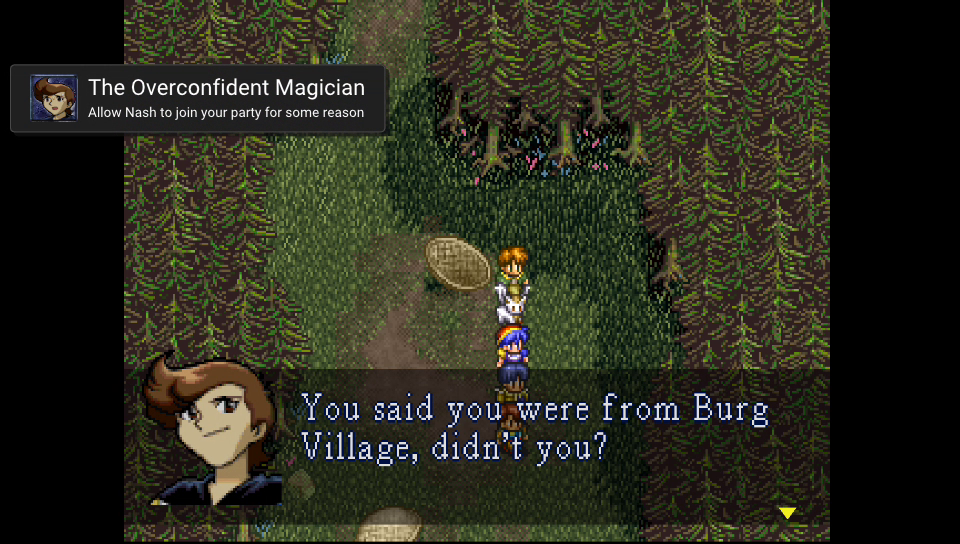 The Overconfident Magician
Allow Nash to join your party for some reason
You said you were from Burg
Village, didn't you?